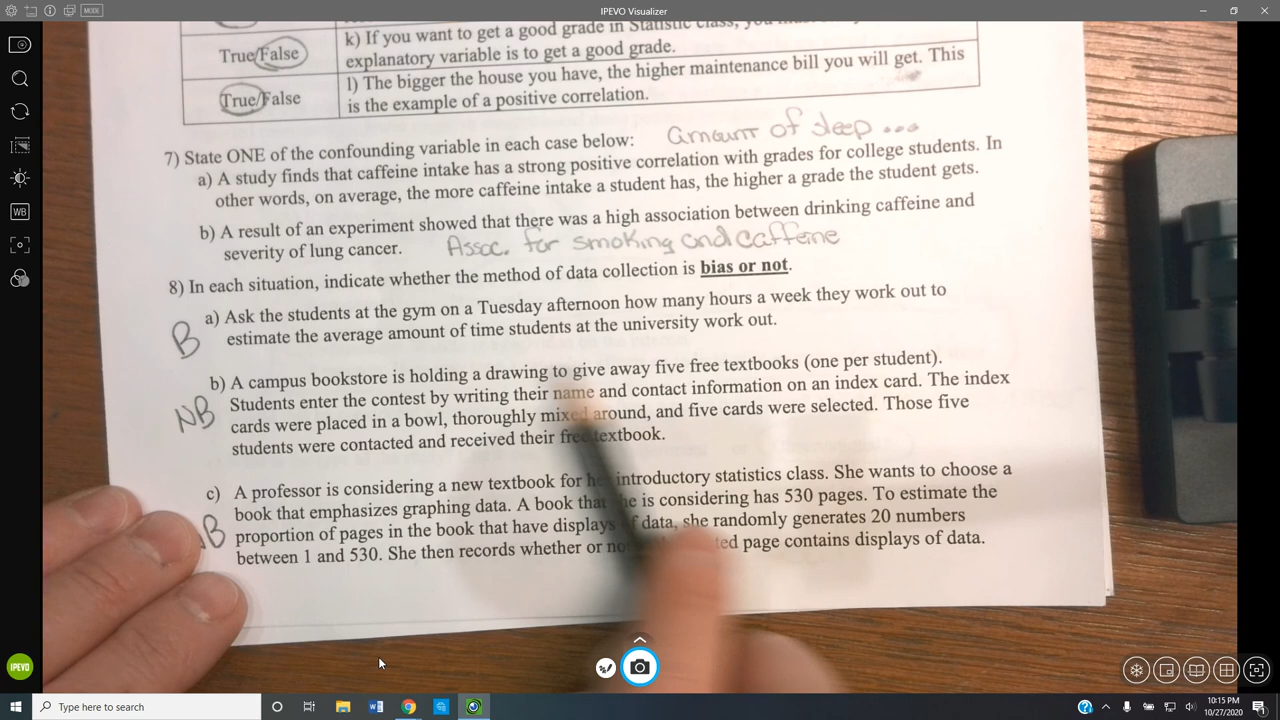 IPEVO Visualizer
MODE
WB
k) If you want to get a good grade in Statistic class, you
True/False
explanatory variable is to get a good grade.
l) The bigger the house you have, the higher maintenance bill you will get. This
True/False
is the example of a positive correlation.
amount of sleep ...
7) State ONE of the confounding variable in each case below:
a) A study finds that caffeine intake has a strong positive correlation with grades for college students. In
other words, on average, the more caffeine intake a student has, the higher a grade the student gets.
b) A result of an experiment showed that there was a high association between drinking caffeine and
severity of lung cancer. Assoc. for smoking and caffeine
8) In each situation, indicate whether the method of data collection is bias or not.
B
a) Ask the students at the gym on a Tuesday afternoon how many hours a week they work out to
estimate the average amount of time students at the university work out.
NB
b) A campus bookstore is holding a drawing to give away five free textbooks (one per student).
Students enter the contest by writing their name and contact information on an index card. The index
cards were placed in a bowl, thoroughly mixed around, and five cards were selected. Those five
students were contacted and received their free textbook.
c) A professor is considering a new textbook for her introductory statistics class. She wants to choose a
book that emphasizes graphing data. A book that she is considering has 530 pages. To estimate the
B
proportion of pages in the book that have displays of data, she randomly generates 20 numbers
between 1 and 530. She then records whether or page contains displays of data.
IPEVO
Type here to search
10:15 PM
10/27/2020